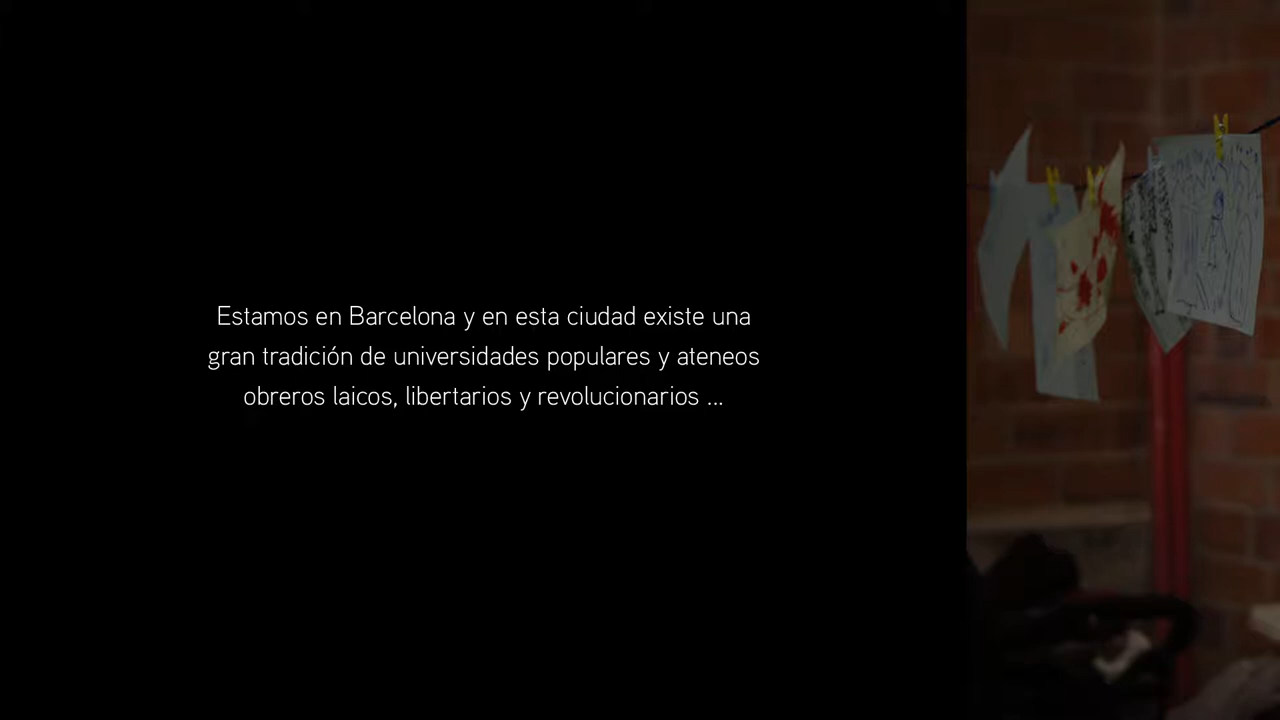 Estamos en Barcelona y en esta ciudad existe una
gran tradición de universidades populares y ateneos
obreros laicos, libertarios y revolucionarios ...